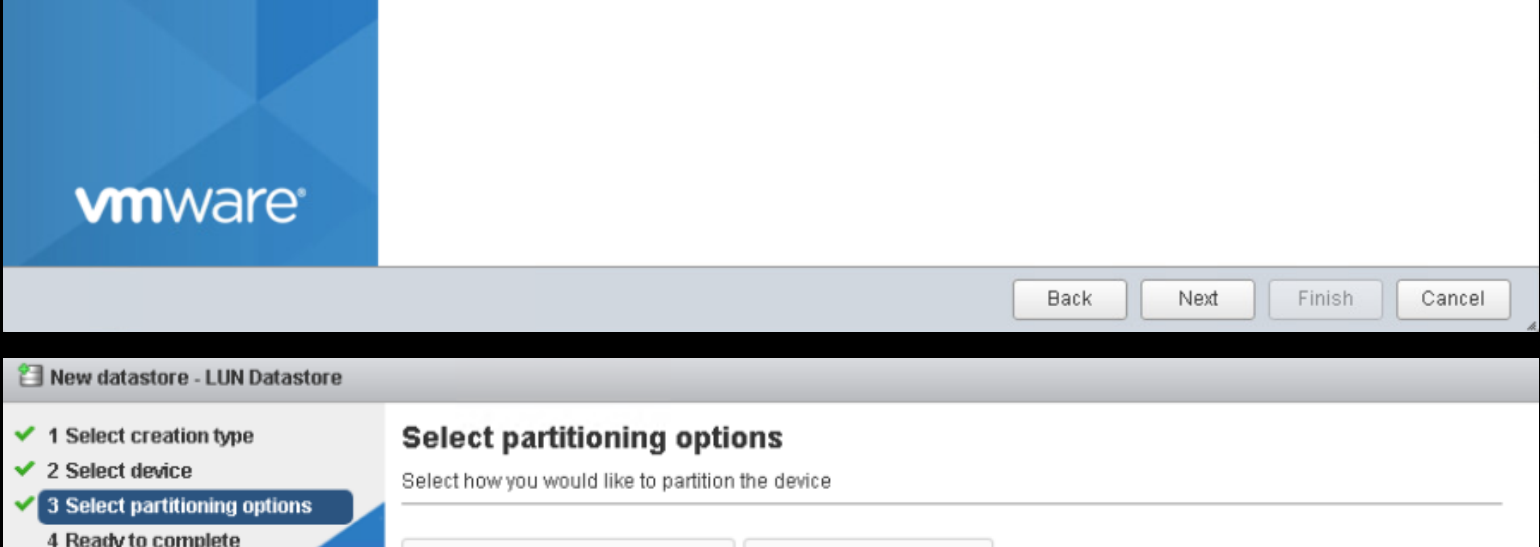 vmware®
Back Next Finish Cancel
New datastore - LUN Datastore
1 Select creation type
2 Select device
3 Select partitioning options
4 Ready to complete
Select partitioning options
Select how you would like to partition the device